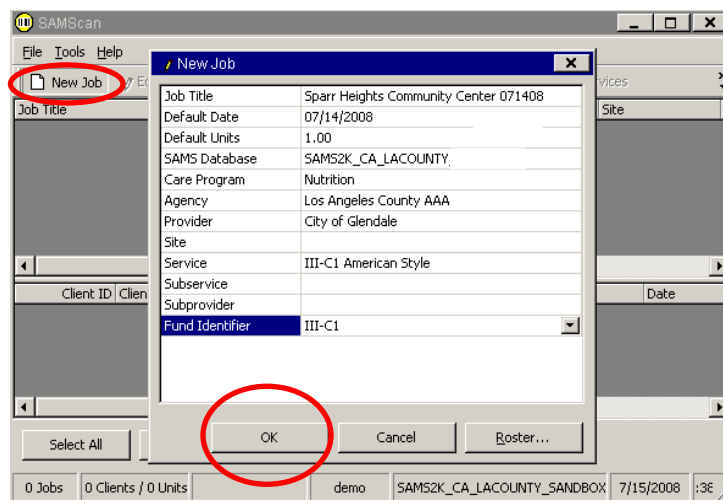 SAMScan
File Tools Help
New Job
New Job
vices
Job Title
Site
Job Title Sparr Heights Community Center 071408
Default Date 07/14/2008
Default Units 1.00
SAMS Database SAMS2K_CA_LACOUNTY_
Care Program Nutrition
Agency Los Angeles County AAA
Provider City of Glendale
Site
Service III-C1 American Style
Subservice
Subprovider
Fund Identifier III-C1
Client ID Clien
Date
OK Cancel Roster...
Select All
0 Jobs 0 Clients / 0 Units demo SAMS2K_CA_LACOUNTY_SANDBOX 7/15/2008 :36